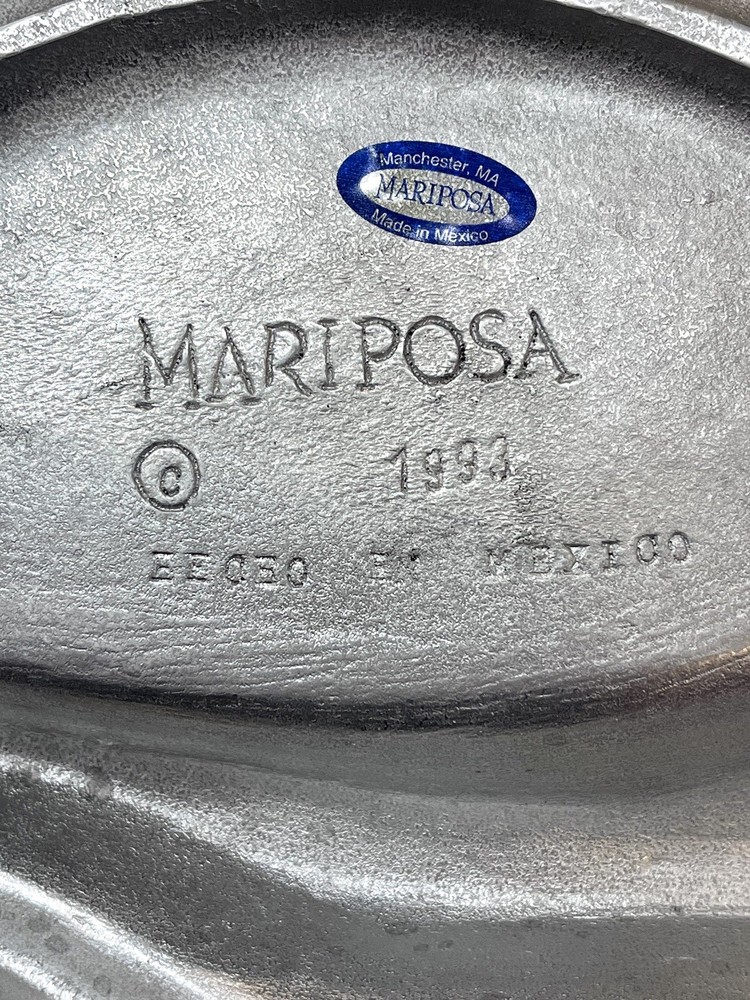 Manchester, MA
MARIPOSA
Made in Mexico
MARIPOSA
© 1993
HECHO EN MEXICO